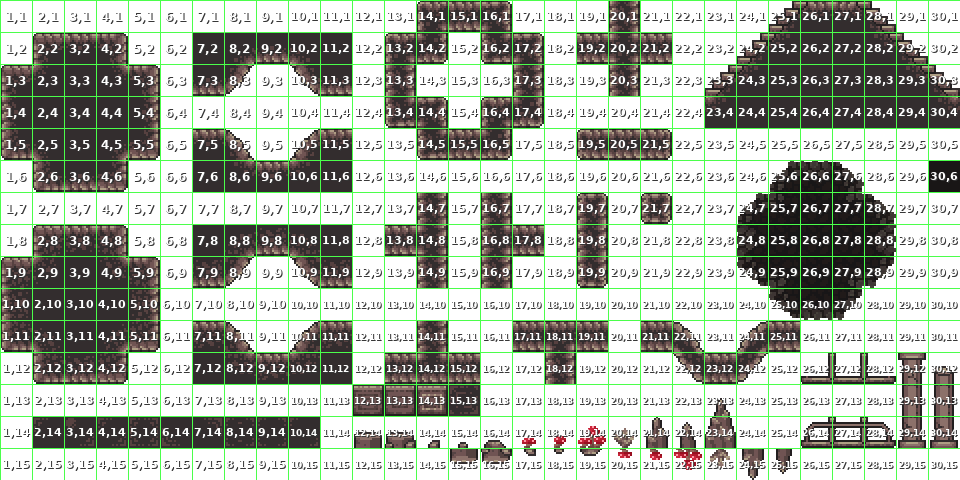 1,1 2,1 3,1 4,1 5,1 6,1 7,1 8,1 9,1 10,1 11,1 12,1 13,1 14,1 15,1 16,1 17,1 18,1 19,1 20,1 21,1 22,1 23,1 24,1 25,1 26,1 27,1 28,1 29,1 30,1
1,2 2,2 3,2 4,2 5,2 6,2 7,2 8,2 9,2 10,2 11,2 12,2 13,2 14,2 15,2 16,2 17,2 18,2 19,2 20,2 21,2 22,2 23,2 24,2 25,2 26,2 27,2 28,2 29,2 30,2
1,3 2,3 3,3 4,3 5,3 6,3 7,3 8,3 9,3 10,3 11,3 12,3 13,3 14,3 15,3 16,3 17,3 18,3 19,3 20,3 21,3 22,3 23,3 24,3 25,3 26,3 27,3 28,3 29,3 30,3
1,4 2,4 3,4 4,4 5,4 6,4 7,4 8,4 9,4 10,4 11,4 12,4 13,4 14,4 15,4 16,4 17,4 18,4 19,4 20,4 21,4 22,4 23,4 24,4 25,4 26,4 27,4 28,4 29,4 30,4
1,5 2,5 3,5 4,5 5,5 6,5 7,5 8,5 9,5 10,5 11,5 12,5 13,5 14,5 15,5 16,5 17,5 18,5 19,5 20,5 21,5 22,5 23,5 24,5 25,5 26,5 27,5 28,5 29,5 30,5
1,6 2,6 3,6 4,6 5,6 6,6 7,6 8,6 9,6 10,6 11,6 12,6 13,6 14,6 15,6 16,6 17,6 18,6 19,6 20,6 21,6 22,6 23,6 24,6 25,6 26,6 27,6 28,6 29,6 30,6
1,7 2,7 3,7 4,7 5,7 6,7 7,7 8,7 9,7 10,7 11,7 12,7 13,7 14,7 15,7 16,7 17,7 18,7 19,7 20,7 21,7 22,7 23,7 24,7 25,7 26,7 27,7 28,7 29,7 30,7
1,8 2,8 3,8 4,8 5,8 6,8 7,8 8,8 9,8 10,8 11,8 12,8 13,8 14,8 15,8 16,8 17,8 18,8 19,8 20,8 21,8 22,8 23,8 24,8 25,8 26,8 27,8 28,8 29,8 30,8
1,9 2,9 3,9 4,9 5,9 6,9 7,9 8,9 9,9 10,9 11,9 12,9 13,9 14,9 15,9 16,9 17,9 18,9 19,9 20,9 21,9 22,9 23,9 24,9 25,9 26,9 27,9 28,9 29,9 30,9
1,10 2,10 3,10 4,10 5,10 6,10 7,10 8,10 9,10 10,10 11,10 12,10 13,10 14,10 15,10 16,10 17,10 18,10 19,10 20,10 21,10 22,10 23,10 24,10 25,10 26,10 27,10 28,10 29,10 30,10
1,11 2,11 3,11 4,11 5,11 6,11 7,11 8,11 9,11 10,11 11,11 12,11 13,11 14,11 15,11 16,11 17,11 18,11 19,11 20,11 21,11 22,11 23,11 24,11 25,11 26,11 27,11 28,11 29,11 30,11
1,12 2,12 3,12 4,12 5,12 6,12 7,12 8,12 9,12 10,12 11,12 12,12 13,12 14,12 15,12 16,12 17,12 18,12 19,12 20,12 21,12 22,12 23,12 24,12 25,12 26,12 27,12 28,12 29,12 30,12
1,13 2,13 3,13 4,13 5,13 6,13 7,13 8,13 9,13 10,13 11,13 12,13 13,13 14,13 15,13 16,13 17,13 18,13 19,13 20,13 21,13 22,13 23,13 24,13 25,13 26,13 27,13 28,13 29,13 30,13
1,14 2,14 3,14 4,14 5,14 6,14 7,14 8,14 9,14 10,14 11,14 12,14 13,14 14,14 15,14 16,14 17,14 18,14 19,14 20,14 21,14 22,14 23,14 24,14 25,14 26,14 27,14 28,14 29,14 30,14
1,15 2,15 3,15 4,15 5,15 6,15 7,15 8,15 9,15 10,15 11,15 12,15 13,15 14,15 15,15 16,15 17,15 18,15 19,15 20,15 21,15 22,15 23,15 24,15 25,15 26,15 27,15 28,15 29,15 30,15